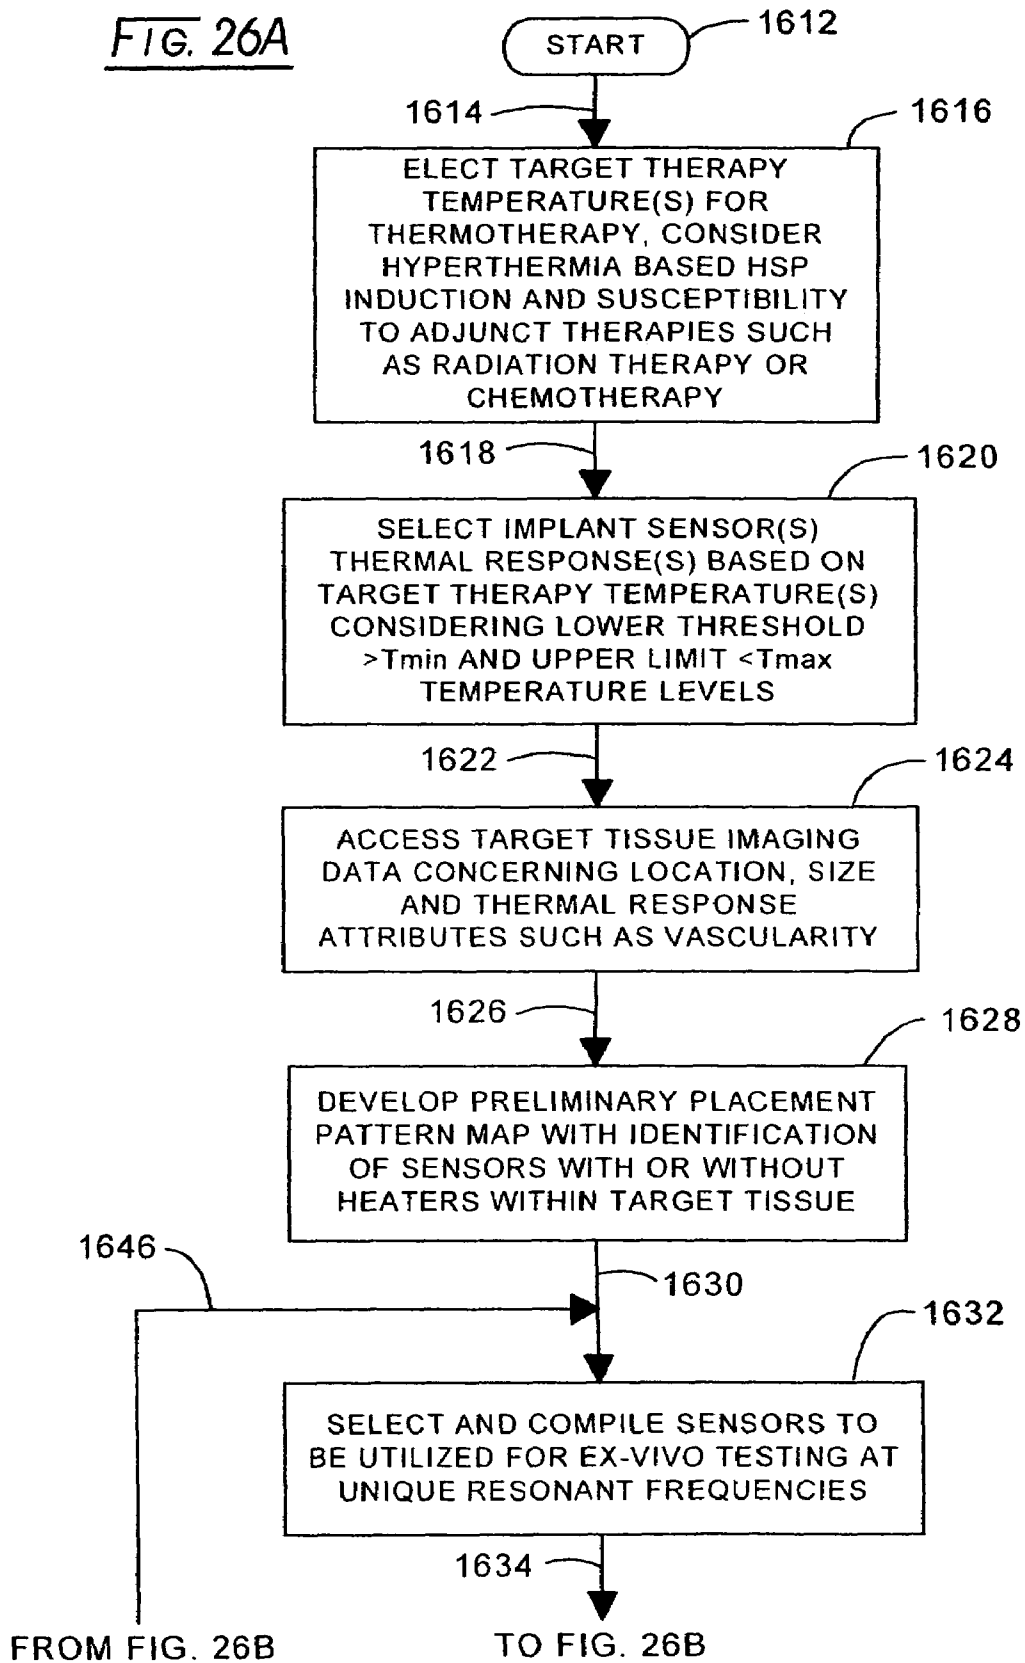 FIG. 26A
START
1612
1614
1616
ELECT TARGET THERAPY
TEMPERATURE(S) FOR
THERMOTHERAPY, CONSIDER
HYPERTHERMIA BASED HSP
INDUCTION AND SUSCEPTIBILITY
TO ADJUNCT THERAPIES SUCH
AS RADIATION THERAPY OR
CHEMOTHERAPY
1618
1620
SELECT IMPLANT SENSOR(S)
THERMAL RESPONSE(S) BASED ON
TARGET THERAPY TEMPERATURE(S)
CONSIDERING LOWER THRESHOLD
>Tmin AND UPPER LIMIT <Tmax
TEMPERATURE LEVELS
1622
1624
ACCESS TARGET TISSUE IMAGING
DATA CONCERNING LOCATION, SIZE
AND THERMAL RESPONSE
ATTRIBUTES SUCH AS VASCULARITY
1626
1628
DEVELOP PRELIMINARY PLACEMENT
PATTERN MAP WITH IDENTIFICATION
OF SENSORS WITH OR WITHOUT
HEATERS WITHIN TARGET TISSUE
1646
1630
1632
SELECT AND COMPILE SENSORS TO
BE UTILIZED FOR EX-VIVO TESTING AT
UNIQUE RESONANT FREQUENCIES
1634
FROM FIG. 26B
TO FIG. 26B